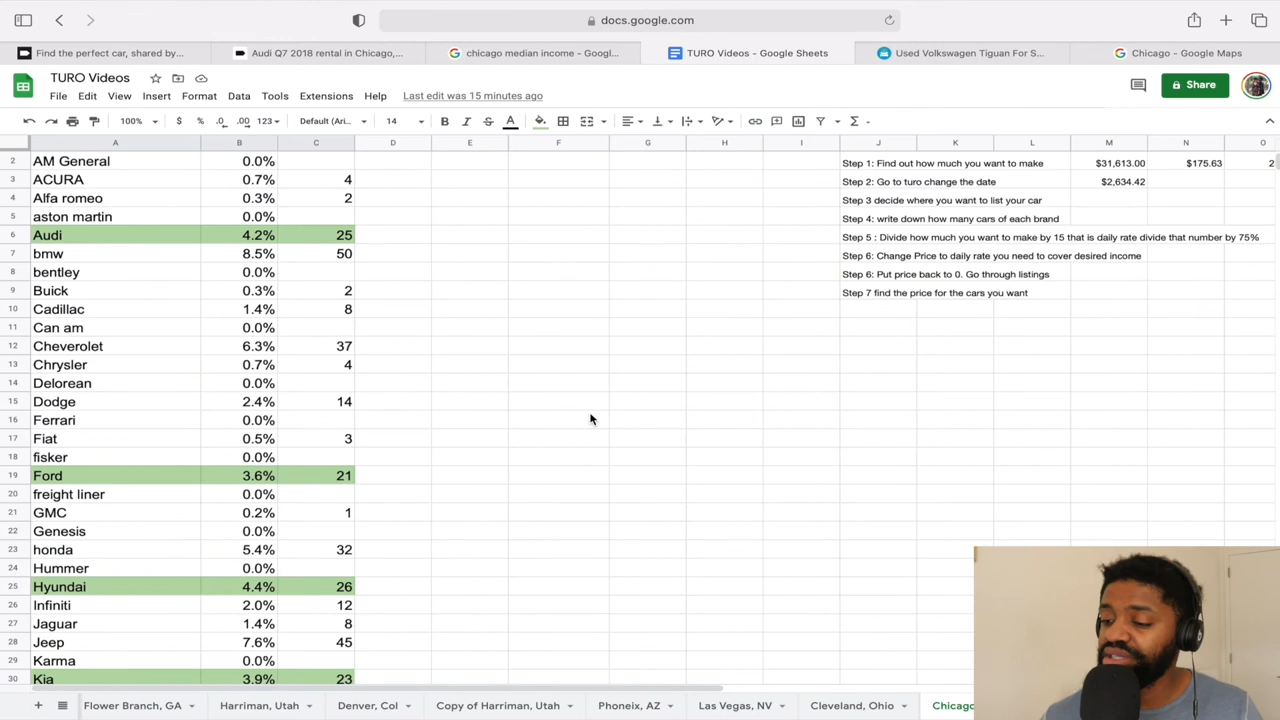 docs.google.com
Find the perfect car, shared by...
Audi Q7 2018 rental in Chicago,...
chicago median income - Googl...
TURO Videos - Google Sheets
Used Volkswagen Tiguan For S...
Chicago - Google Maps
TURO Videos
File Edit View Insert Format Data Tools Extensions Help Last edit was 15 minutes ago
Share
100% $ % .0 .00 123 Default (Ari... 14 B I S A
A B C D E F G H I J K L M N O
2 AM General 0.0% Step 1: Find out how much you want to make $31,613.00 $175.63 2
3 ACURA 0.7% 4 Step 2: Go to turo change the date $2,634.42
4 Alfa romeo 0.3% 2 Step 3 decide where you want to list your car
5 aston martin 0.0% Step 4: write down how many cars of each brand
6 Audi 4.2% 25 Step 5 : Divide how much you want to make by 15 that is daily rate divide that number by 75%
7 bmw 8.5% 50 Step 6: Change Price to daily rate you need to cover desired income
8 bentley 0.0% Step 6: Put price back to 0. Go through listings
9 Buick 0.3% 2 Step 7 find the price for the cars you want
10 Cadillac 1.4% 8
11 Can am 0.0%
12 Cheverolet 6.3% 37
13 Chrysler 0.7% 4
14 Delorean 0.0%
15 Dodge 2.4% 14
16 Ferrari 0.0%
17 Fiat 0.5% 3
18 fisker 0.0%
19 Ford 3.6% 21
20 freight liner 0.0%
21 GMC 0.2% 1
22 Genesis 0.0%
23 honda 5.4% 32
24 Hummer 0.0%
25 Hyundai 4.4% 26
26 Infiniti 2.0% 12
27 Jaguar 1.4% 8
28 Jeep 7.6% 45
29 Karma 0.0%
30 Kia 3.9% 23
Flower Branch, GA Harriman, Utah Denver, Col Copy of Harriman, Utah Phoneix, AZ Las Vegas, NV Cleveland, Ohio Chicago